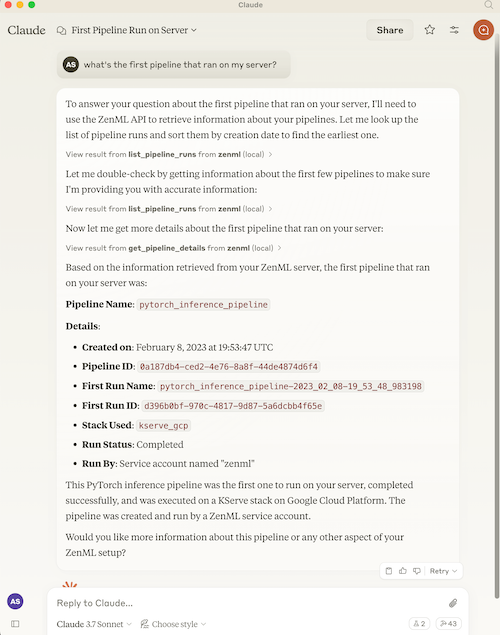 Claude
Claude
First Pipeline Run on Server
Share
AS
what's the first pipeline that ran on my server?
To answer your question about the first pipeline that ran on your server, I'll need to
use the ZenML API to retrieve information about your pipelines. Let me look up the
list of pipeline runs and sort them by creation date to find the earliest one.
View result from list_pipeline_runs from zenml (local)
Let me double-check by getting information about the first few pipelines to make sure
I'm providing you with accurate information:
View result from list_pipeline_runs from zenml (local)
Now let me get more details about the first pipeline that ran on your server:
View result from get_pipeline_details from zenml (local)
Based on the information retrieved from your ZenML server, the first pipeline that ran
on your server was:
Pipeline Name: pytorch_inference_pipeline
Details:
• Created on: February 8, 2023 at 19:53:47 UTC
• Pipeline ID: 0a187db4-ced2-4e76-8a8f-44de4874d6f4
• First Run Name: pytorch_inference_pipeline-2023_02_08-19_53_48_983198
• First Run ID: d396b0bf-970c-4817-9d87-5a6dcbb4f65e
• Stack Used: kserve_gcp
• Run Status: Completed
• Run By: Service account named "zenml"
This PyTorch inference pipeline was the first one to run on your server, completed
successfully, and was executed on a KServe stack on Google Cloud Platform. The
pipeline was created and run by a ZenML service account.
Would you like more information about this pipeline or any other aspect of your
ZenML setup?
Retry
AS
Reply to Claude...
Claude 3.7 Sonnet
Choose style
2
43